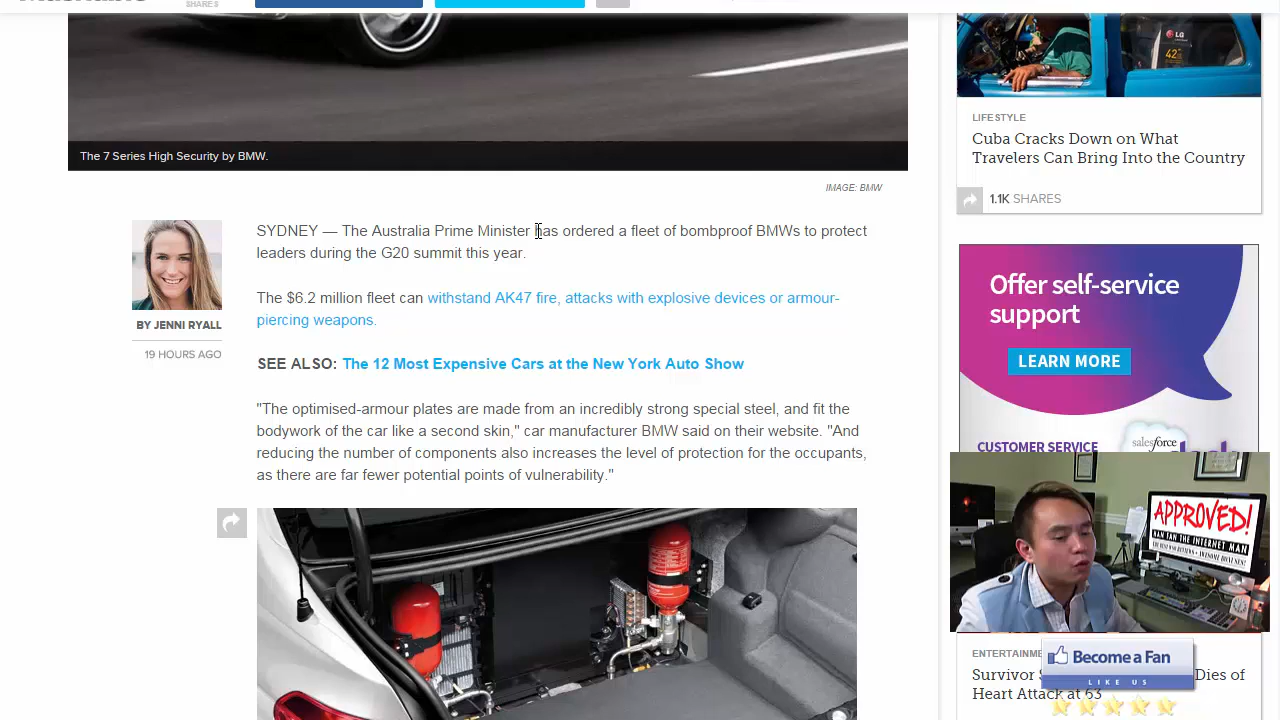 SHARES
The 7 Series High Security by BMW.
IMAGE: BMW
BY JENNI RYALL
19 HOURS AGO
SYDNEY — The Australia Prime Minister has ordered a fleet of bombproof BMWs to protect
leaders during the G20 summit this year.
The $6.2 million fleet can withstand AK47 fire, attacks with explosive devices or armour-
piercing weapons.
SEE ALSO: The 12 Most Expensive Cars at the New York Auto Show
"The optimised-armour plates are made from an incredibly strong special steel, and fit the
bodywork of the car like a second skin," car manufacturer BMW said on their website. "And
reducing the number of components also increases the level of protection for the occupants,
as there are far fewer potential points of vulnerability."
LG
42
LIFESTYLE
Cuba Cracks Down on What
Travelers Can Bring Into the Country
1.1K SHARES
Offer self-service
support
LEARN MORE
CUSTOMER SERVICE
salesforce
APPROVED!
NAN THE INTERNET MAN
Become a Fan
LIKE US
Survivor
Dies of
Heart Attack at 63